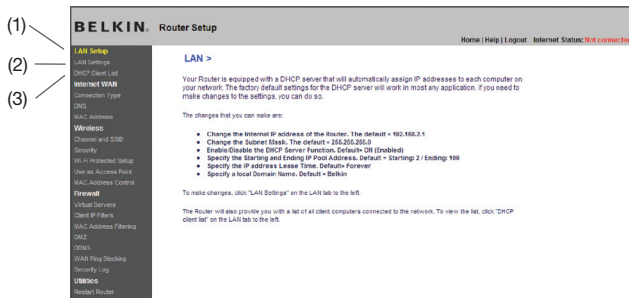 BELKIN. Router Setup
Home | Help | Logout Internet Status: Not connected
(1)
(2)
(3)
LAN Setup
LAN Settings
DHCP Client List
Internet WAN
Connection Type
DNS
MAC Address
Wireless
Channel and SSID
Security
Wi-Fi Protected Setup
Use as Access Point
MAC Address Control
Firewall
Virtual Servers
Client IP Filters
MAC Address Filtering
DMZ
DDNS
WAN Ping Blocking
Security Log
Utilities
Restart Router
LAN >
Your Router is equipped with a DHCP server that will automatically assign IP addresses to each computer on
your network. The factory default settings for the DHCP server will work in most any application. If you need to
make changes to the settings, you can do so.
The changes that you can make are:
• Change the Internal IP address of the Router. The default = 192.168.2.1
• Change the Subnet Mask. The default = 255.255.255.0
• Enable/Disable the DHCP Server Function. Default= ON (Enabled)
• Specify the Starting and Ending IP Pool Address. Default = Starting: 2 / Ending: 100
• Specify the IP address Lease Time. Default= Forever
• Specify a local Domain Name. Default = Belkin
To make changes, click "LAN Settings" on the LAN tab to the left.
The Router will also provide you with a list of all client computers connected to the network. To view the list, click "DHCP
client list" on the LAN tab to the left.